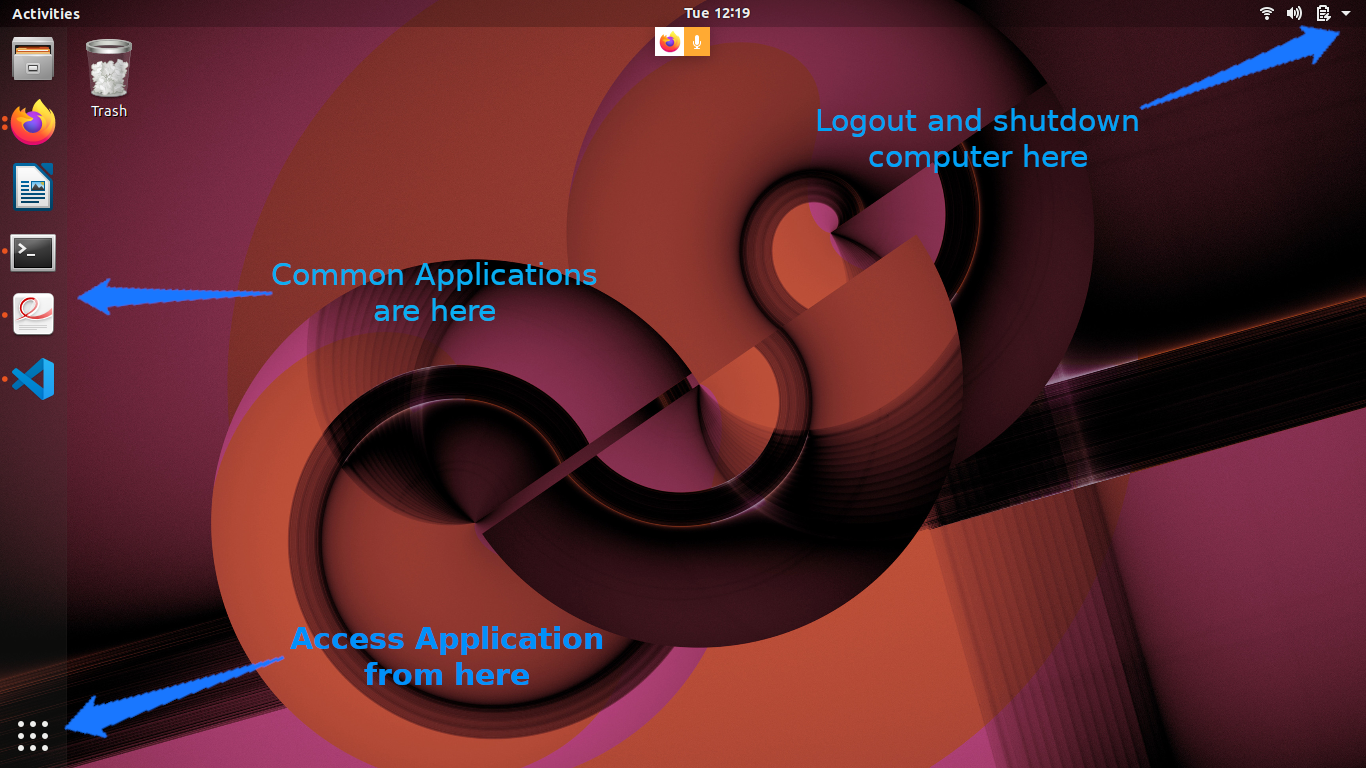 Activities
Tue 12:19
Trash
Logout and shutdown
computer here
Common Applications
are here
Access Application
from here